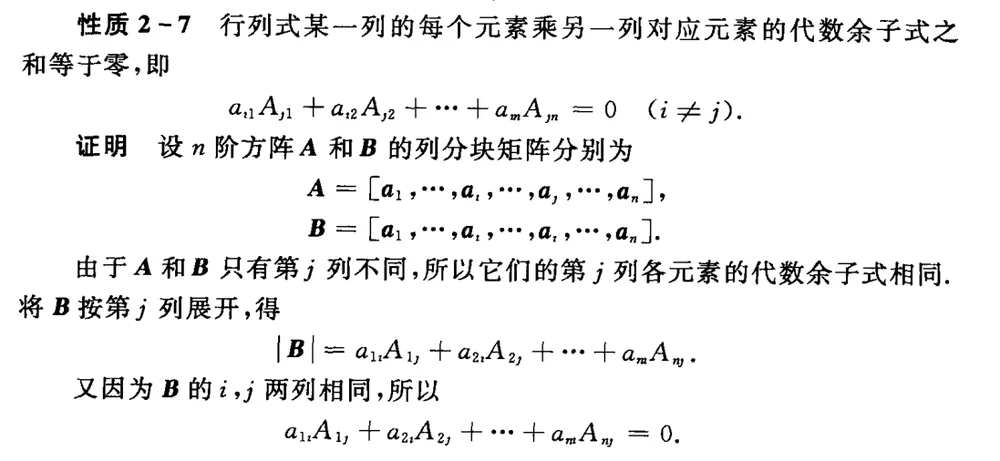 性质2-7 行列式某一列的每个元素乘另一列对应元素的代数余子式之
和等于零,即
a_{i1}A_{j1} + a_{i2}A_{j2} + ⋯ + a_{in}A_{jn} = 0 (i ≠ j).
证明 设 n 阶方阵 A 和 B 的列分块矩阵分别为
A = [a_1,⋯,a_i,⋯,a_j,⋯,a_n],
B = [a_1,⋯,a_i,⋯,a_i,⋯,a_n].
由于 A 和 B 只有第 j 列不同,所以它们的第 j 列各元素的代数余子式相同.
将 B 按第 j 列展开,得
|B| = a_{1i}A_{1j} + a_{2i}A_{2j} + ⋯ + a_{ni}A_{nj}.
又因为 B 的 i,j 两列相同,所以
a_{1i}A_{1j} + a_{2i}A_{2j} + ⋯ + a_{ni}A_{nj} = 0.